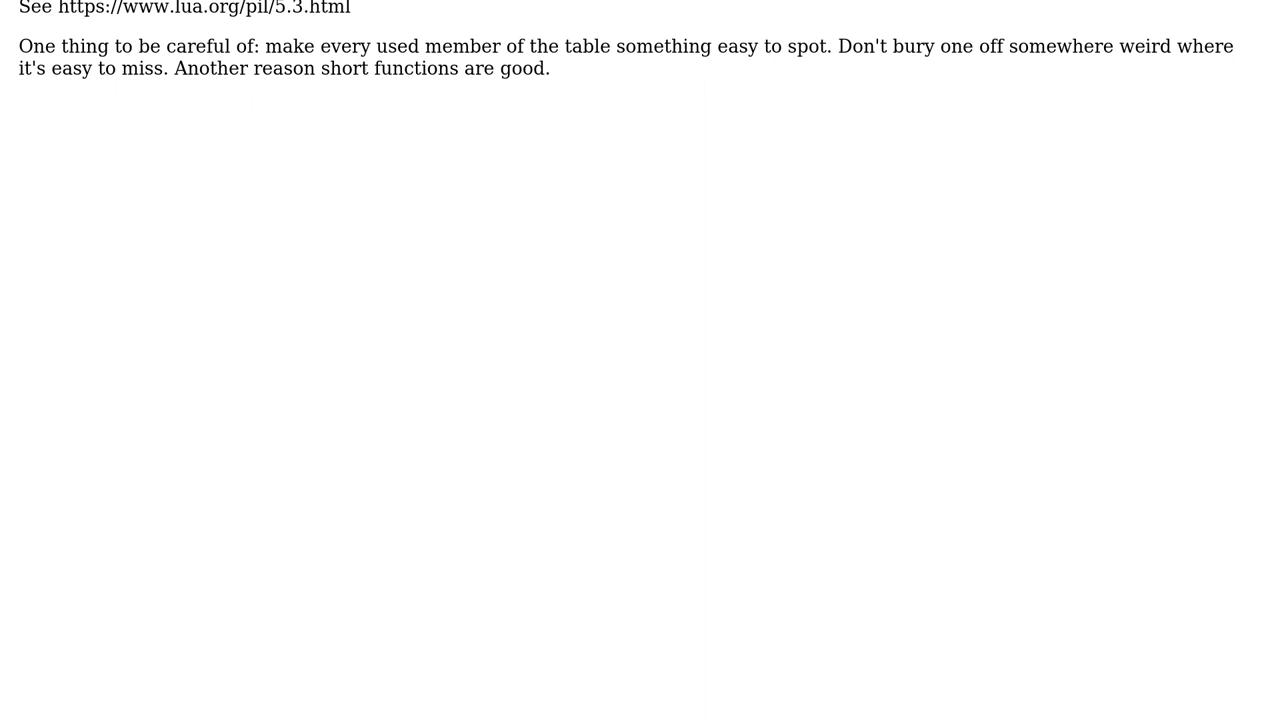 See https://www.lua.org/pil/5.3.html
One thing to be careful of: make every used member of the table something easy to spot. Don't bury one off somewhere weird where
it's easy to miss. Another reason short functions are good.